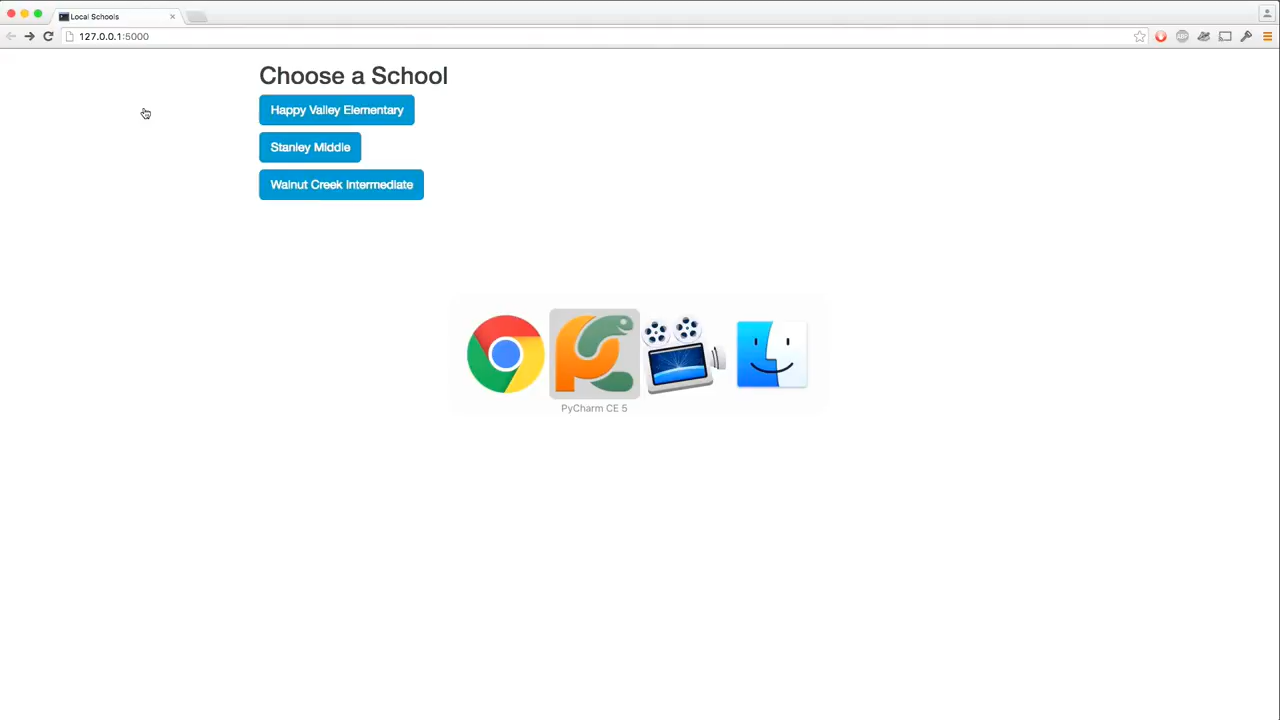 Local Schools
127.0.0.1:5000
Choose a School
Happy Valley Elementary
Stanley Middle
Walnut Creek Intermediate
PyCharm CE 5